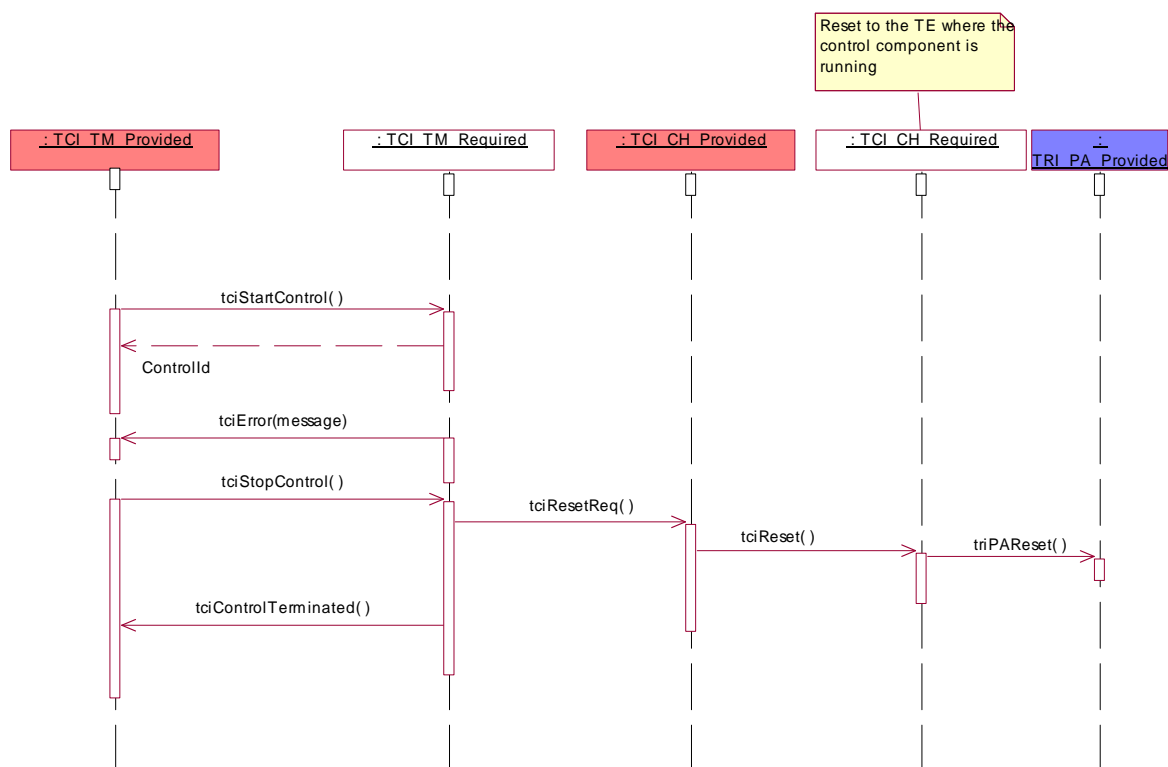 Reset to the TE where the
control component is
running
: TCI_TM_Provided
: TCI_TM_Required
: TCI_CH_Provided
: TCI_CH_Required
:
TRI_PA_Provided
tciStartControl( )
ControlId
tciError(message)
tciStopControl( )
tciResetReq( )
tciReset( )
triPAReset( )
tciControlTerminated( )